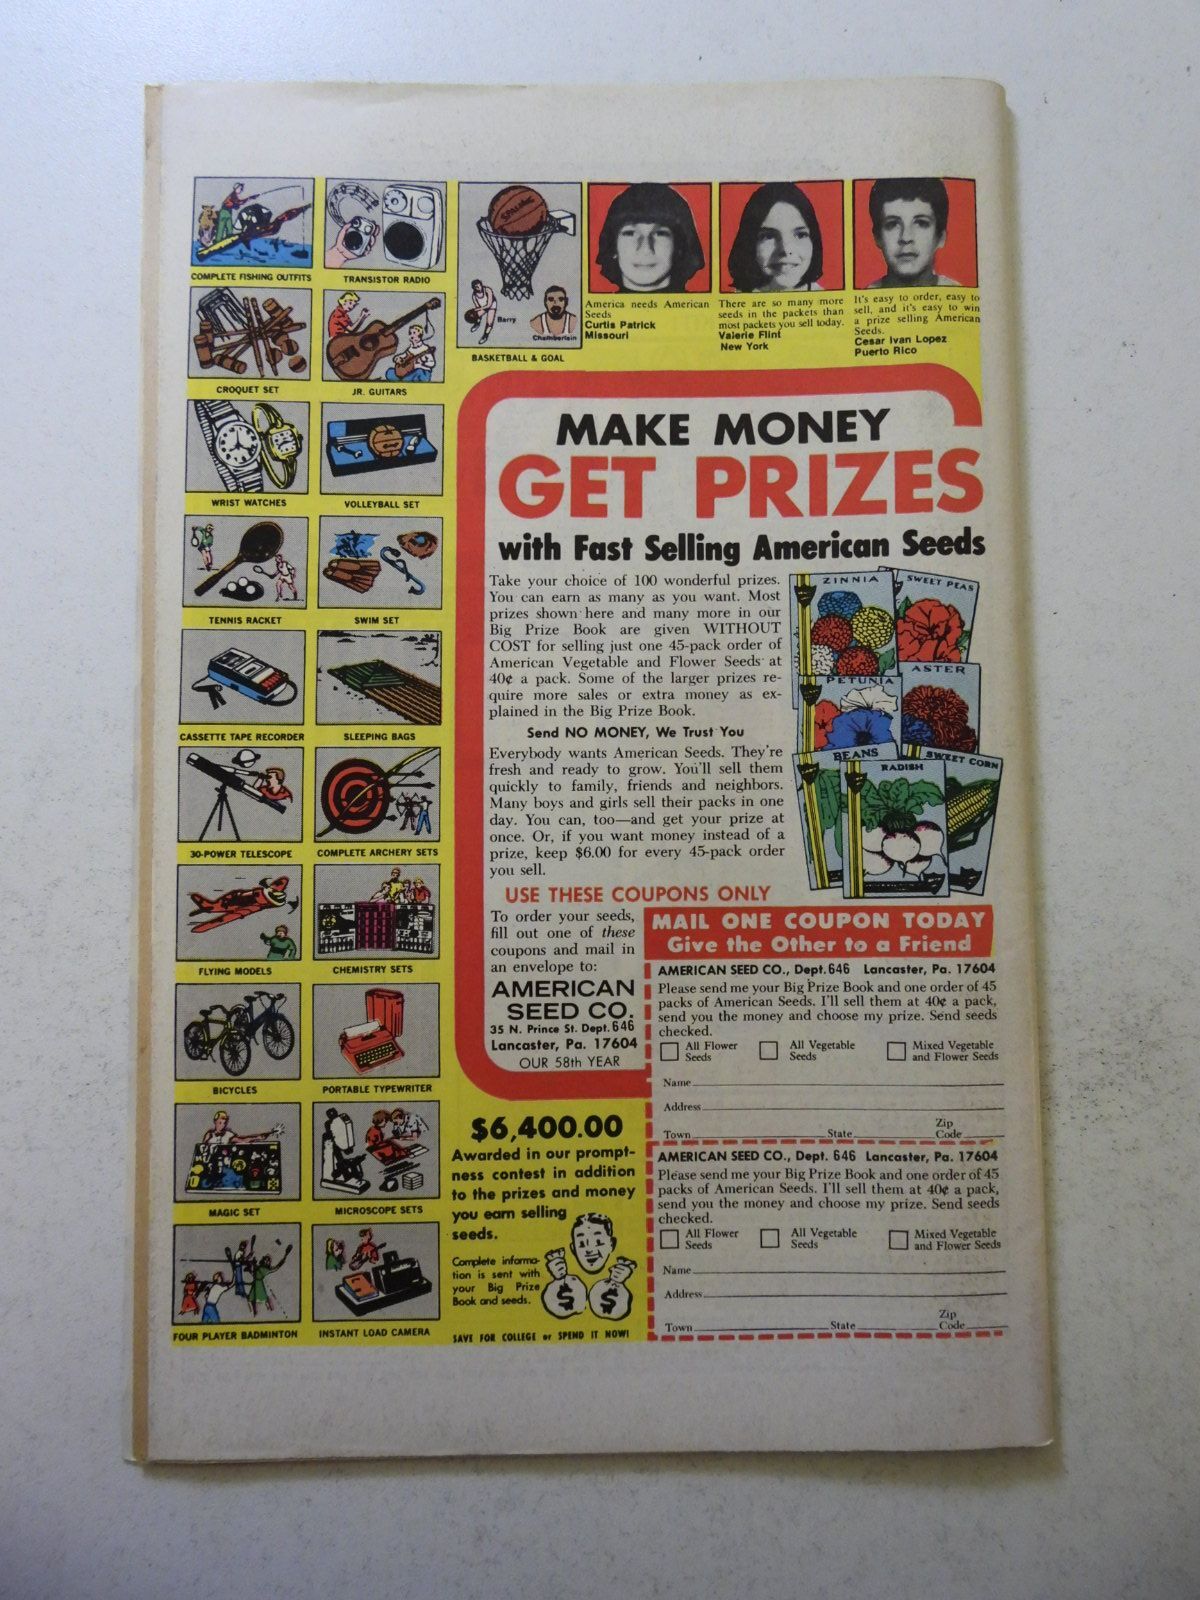 COMPLETE FISHING OUTFITS
TRANSISTOR RADIO
CROQUET SET
JR. GUITARS
WRIST WATCHES
VOLLEYBALL SET
TENNIS RACKET
SWIM SET
CASSETTE TAPE RECORDER
SLEEPING BAGS
30-POWER TELESCOPE
COMPLETE ARCHERY SETS
FLYING MODELS
CHEMISTRY SETS
BICYCLES
PORTABLE TYPEWRITER
MAGIC SET
MICROSCOPE SETS
FOUR PLAYER BADMINTON
INSTANT LOAD CAMERA
SPALDING
Barry
Chamberlain
BASKETBALL & GOAL
America needs American
Seeds
Curtis Patrick
Missouri
There are so many more
seeds in the packets than
most packets you sell today.
Valerie Flint
New York
It's easy to order, easy to
sell, and it's easy to win
a prize selling American
Seeds.
Cesar Ivan Lopez
Puerto Rico
MAKE MONEY
GET PRIZES
with Fast Selling American Seeds
Take your choice of 100 wonderful prizes.
You can earn as many as you want. Most
prizes shown here and many more in our
Big Prize Book are given WITHOUT
COST for selling just one 45-pack order of
American Vegetable and Flower Seeds at
40¢ a pack. Some of the larger prizes re-
quire more sales or extra money as ex-
plained in the Big Prize Book.
Send NO MONEY, We Trust You
Everybody wants American Seeds. They're
fresh and ready to grow. You'll sell them
quickly to family, friends and neighbors.
Many boys and girls sell their packs in one
day. You can, too—and get your prize at
once. Or, if you want money instead of a
prize, keep $6.00 for every 45-pack order
you sell.
ZINNIA
SWEET PEAS
PETUNIA
ASTER
BEANS
RADISH
SWEET CORN
USE THESE COUPONS ONLY
To order your seeds,
fill out one of these
coupons and mail in
an envelope to:
AMERICAN
SEED CO.
35 N. Prince St. Dept. 646
Lancaster, Pa. 17604
OUR 58th YEAR
MAIL ONE COUPON TODAY
Give the Other to a Friend
AMERICAN SEED CO., Dept. 646 Lancaster, Pa. 17604
Please send me your Big Prize Book and one order of 45
packs of American Seeds. I'll sell them at 40¢ a pack,
send you the money and choose my prize. Send seeds
checked.
All Flower Seeds
All Vegetable Seeds
Mixed Vegetable and Flower Seeds
Name
Address
Town State Zip Code
AMERICAN SEED CO., Dept. 646 Lancaster, Pa. 17604
Please send me your Big Prize Book and one order of 45
packs of American Seeds. I'll sell them at 40¢ a pack,
send you the money and choose my prize. Send seeds
checked.
All Flower Seeds
All Vegetable Seeds
Mixed Vegetable and Flower Seeds
Name
Address
Town State Zip Code
$6,400.00
Awarded in our prompt-
ness contest in addition
to the prizes and money
you earn selling
seeds.
Complete informa-
tion is sent with
your Big Prize
Book and seeds.
$ $
SAVE FOR COLLEGE or SPEND IT NOW!